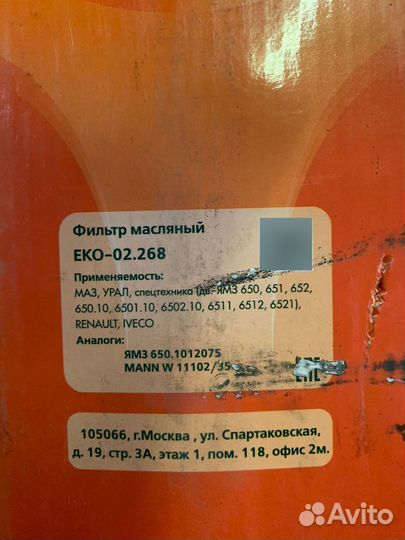 Фильтр масляный
ЕКО-02.268
Применяемость:
МАЗ, УРАЛ, спецтехника (дв. ЯМЗ 650, 651, 652,
650.10, 6501.10, 6502.10, 6511, 6512, 6521),
RENAULT, IVECO
Аналоги:
ЯМЗ 650.1012075
MANN W 11102/35
EAC
105066, г.Москва , ул. Спартаковская,
д. 19, стр. 3А, этаж 1, пом. 118, офис 2м.
Avito